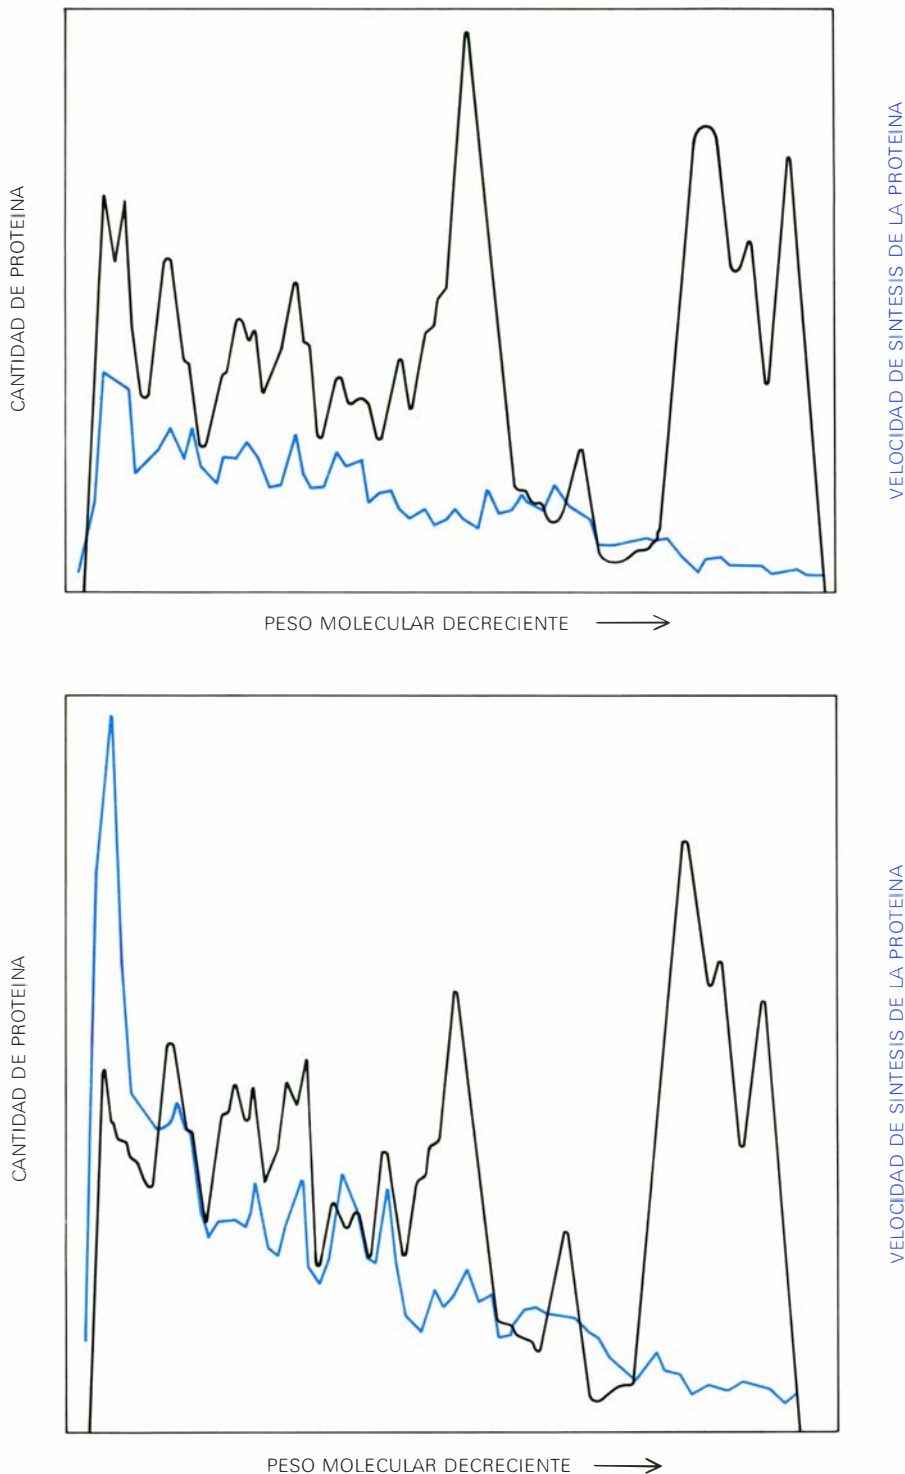 CANTIDAD DE PROTEINA
VELOCIDAD DE SINTESIS DE LA PROTEINA
PESO MOLECULAR DECRECIENTE
CANTIDAD DE PROTEINA
VELOCIDAD DE SINTESIS DE LA PROTEINA
PESO MOLECULAR DECRECIENTE